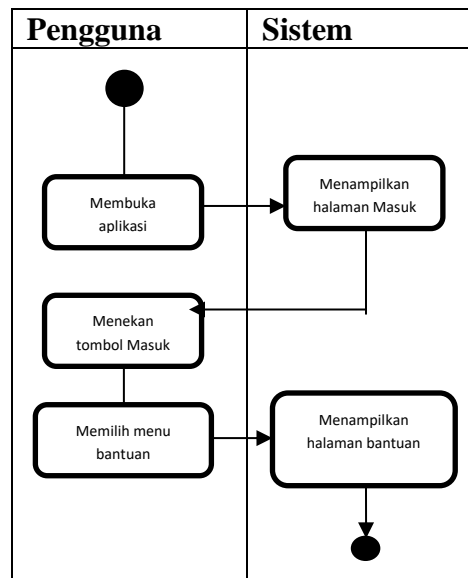 Pengguna
Sistem
Membuka
aplikasi
Menampilkan
halaman Masuk
Menekan
tombol Masuk
Memilih menu
bantuan
Menampilkan
halaman bantuan